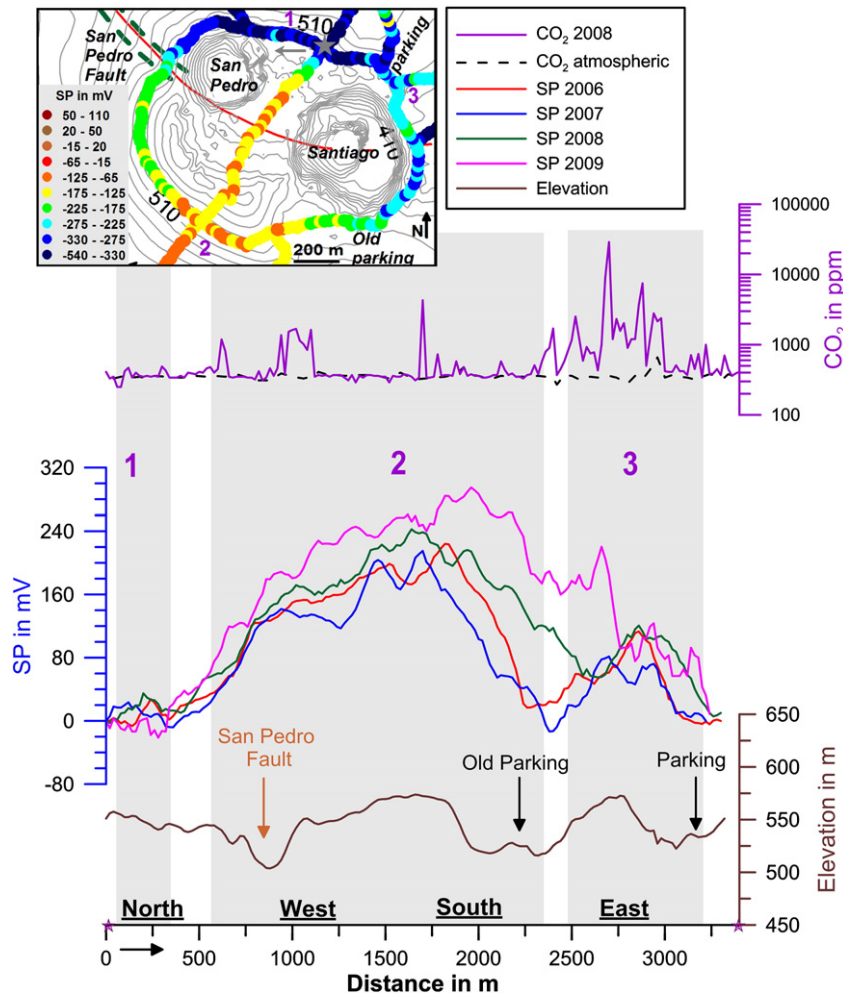 1
510
San
Pedro
Fault
San
Pedro
parking
3
SP in mV
50 - 110
20 - 50
-15 - 20
-65 - -15
-125 - -65
-175 - -125
-225 - -175
-275 - -225
-330 - -275
-540 - -330
Santiago
410
510
2
Old
parking
200 m
N
CO₂ 2008
CO₂ atmospheric
SP 2006
SP 2007
SP 2008
SP 2009
Elevation
100000
10000
1000
100
CO₂ in ppm
1
2
3
320
240
160
80
0
-80
SP in mV
San Pedro
Fault
Old Parking
Parking
650
600
575
550
500
450
Elevation in m
North
West
South
East
0
500
1000
1500
2000
2500
3000
Distance in m